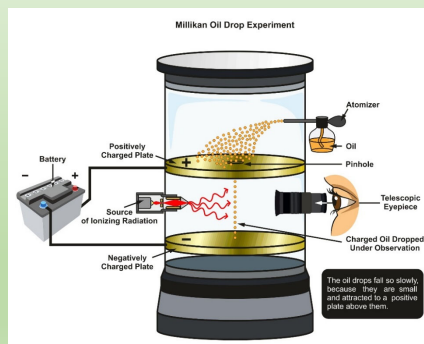 Millikan Oil Drop Experiment
Atomizer
Oil
Positively
Charged Plate
+
Pinhole
Battery
−
+
Telescopic
Eyepiece
Source
of Ionizing Radiation
Charged Oil Dropped
Under Observation
−
Negatively
Charged Plate
The oil drops fall so slowly,
because they are small
and attracted to a positive
plate above them.